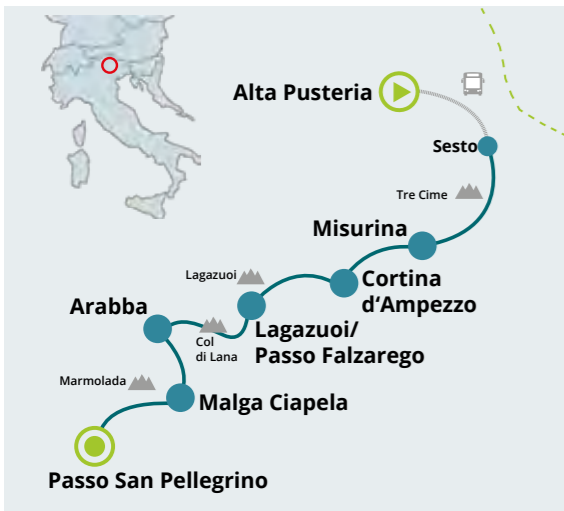 Alta Pusteria
Sesto
Tre Cime
Misurina
Cortina
d’Ampezzo
Lagazuoi
Lagazuoi/
Passo Falzarego
Arabba
Col
di Lana
Marmolada
Malga Ciapela
Passo San Pellegrino